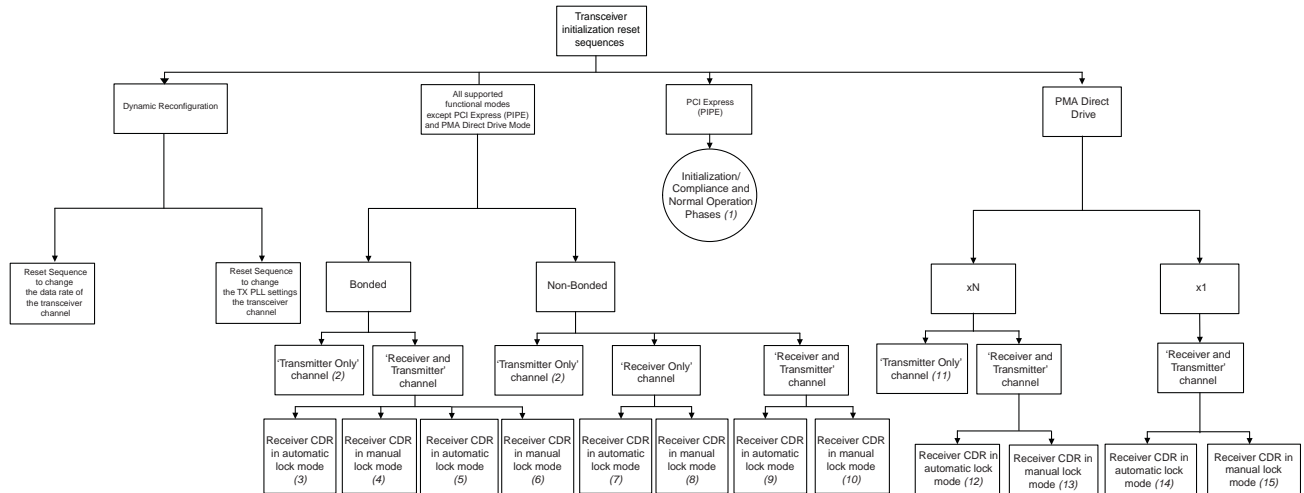 Transceiver
initialization reset
sequences
Dynamic Reconfiguration
All supported
functional modes
except PCI Express (PIPE)
and PMA Direct Drive Mode
PCI Express
(PIPE)
PMA Direct
Drive
Initialization/
Compliance and
Normal Operation
Phases (1)
Reset Sequence
to change
the data rate of
the transceiver
channel
Reset Sequence
to change
the TX PLL settings
the transceiver
channel
Bonded
Non-Bonded
xN
x1
‘Transmitter Only’
channel (2)
‘Receiver and
Transmitter’
channel
‘Transmitter Only’
channel (2)
‘Receiver Only’
channel
‘Receiver and
Transmitter’
channel
‘Transmitter Only’
channel (11)
‘Receiver and
Transmitter’
channel
‘Receiver and
Transmitter’
channel
Receiver CDR
in automatic
lock mode
(3)
Receiver CDR
in manual
lock mode
(4)
Receiver CDR
in automatic
lock mode
(5)
Receiver CDR
in manual
lock mode
(6)
Receiver CDR
in automatic
lock mode
(7)
Receiver CDR
in manual
lock mode
(8)
Receiver CDR
in automatic
lock mode
(9)
Receiver CDR
in manual
lock mode
(10)
Receiver CDR in
automatic lock
mode (12)
Receiver CDR in
manual lock
mode (13)
Receiver CDR in
automatic lock
mode (14)
Receiver CDR in
manual lock
mode (15)